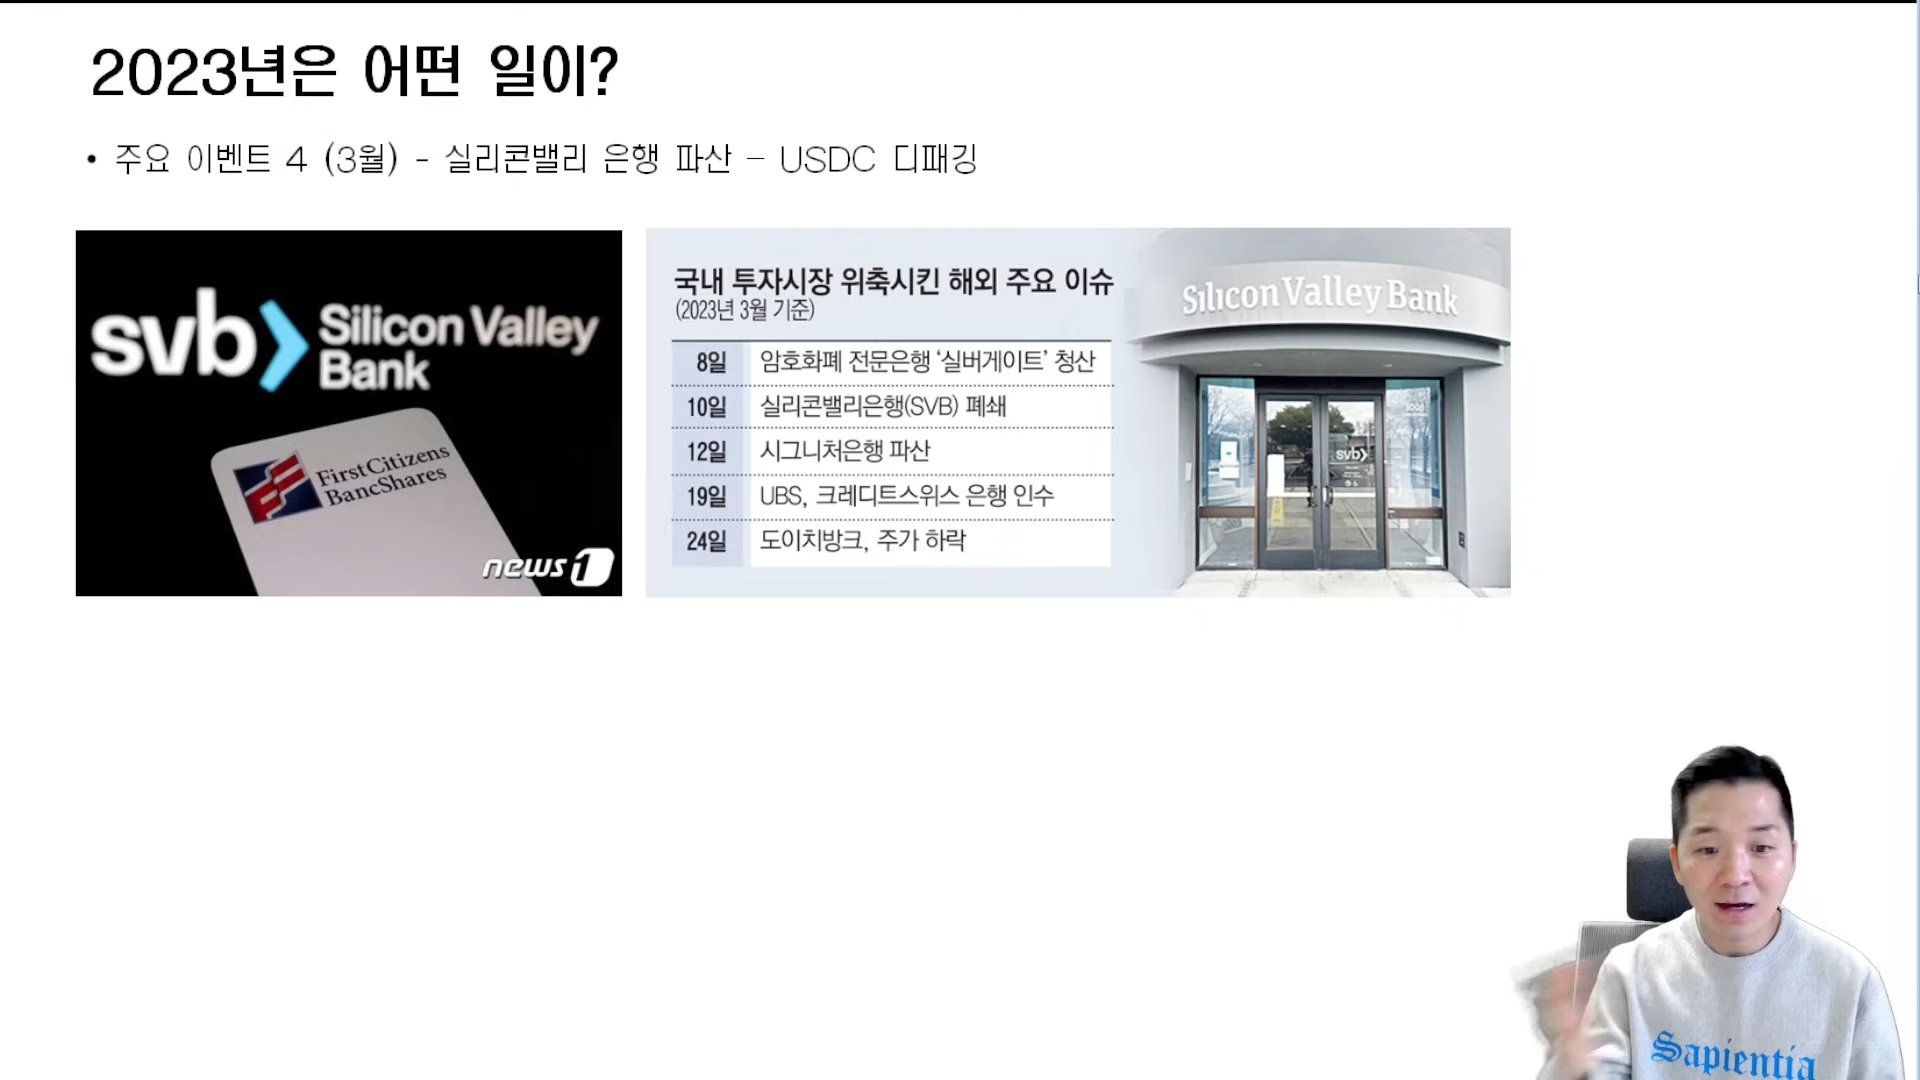 2023년은 어떤 일이?
• 주요 이벤트 4 (3월) - 실리콘밸리 은행 파산 – USDC 디패깅
svb> Silicon Valley
Bank
First Citizens
BancShares
news1
국내 투자시장 위축시킨 해외 주요 이슈
(2023년 3월 기준)
8일 암호화폐 전문은행 ‘실버게이트’ 청산
10일 실리콘밸리은행(SVB) 폐쇄
12일 시그니처은행 파산
19일 UBS, 크레디트스위스 은행 인수
24일 도이치방크, 주가 하락
Silicon Valley Bank
svb>
Sapientia